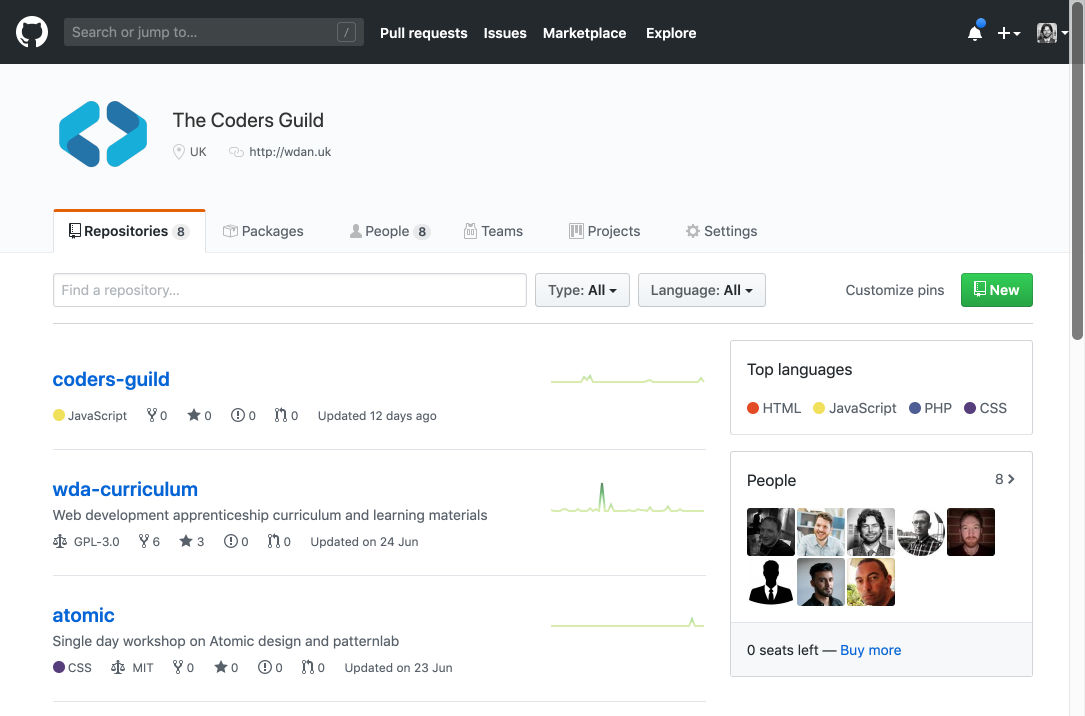 Search or jump to... / Pull requests Issues Marketplace Explore
The Coders Guild
UK http://wdan.uk
Repositories 8 Packages People 8 Teams Projects Settings
Find a repository... Type: All Language: All Customize pins New
coders-guild
JavaScript 0 0 0 0 Updated 12 days ago
wda-curriculum
Web development apprenticeship curriculum and learning materials
GPL-3.0 6 3 0 0 Updated on 24 Jun
atomic
Single day workshop on Atomic design and patternlab
CSS MIT 0 0 0 0 Updated on 23 Jun
Top languages
HTML JavaScript PHP CSS
People 8
0 seats left — Buy more